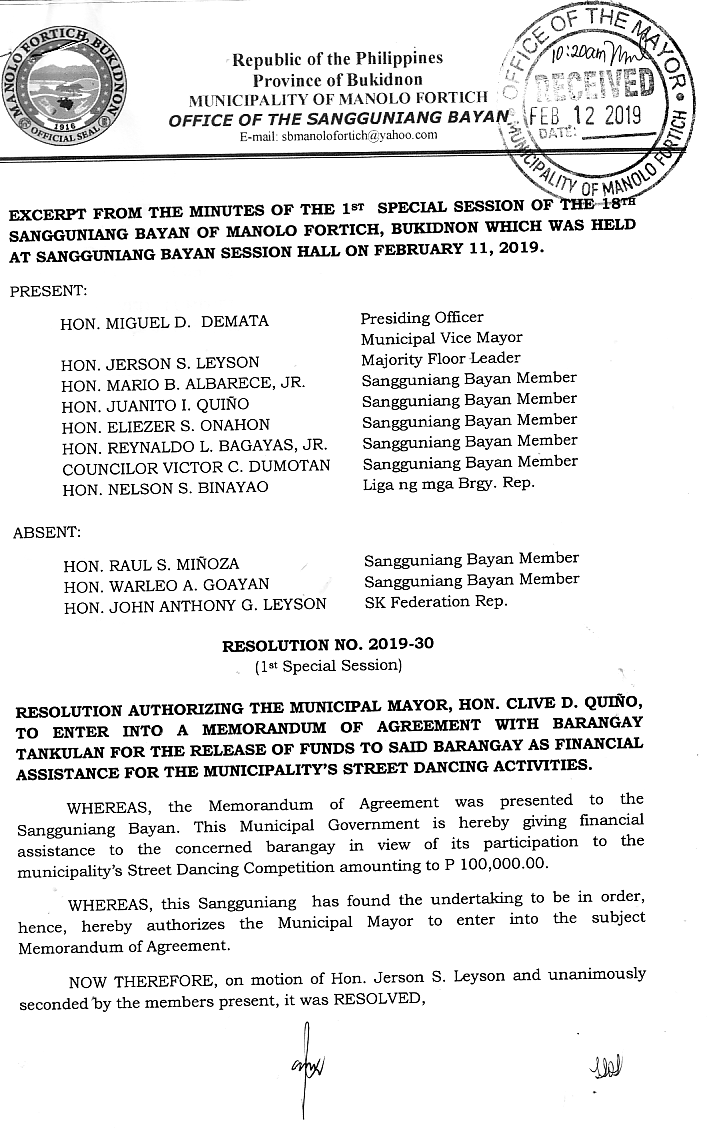 MANOLO FORTICH, BUKIDNON
1916
OFFICIAL SEAL
Republic of the Philippines
Province of Bukidnon
MUNICIPALITY OF MANOLO FORTICH
OFFICE OF THE SANGGUNIANG BAYAN
E-mail: sbmanolofortich@yahoo.com
OFFICE OF THE MAYOR
10:20am
RECEIVED
FEB 12 2019
DATE:
MUNICIPALITY OF MANOLO FORTICH
EXCERPT FROM THE MINUTES OF THE 1ST SPECIAL SESSION OF THE 18TH
SANGGUNIANG BAYAN OF MANOLO FORTICH, BUKIDNON WHICH WAS HELD
AT SANGGUNIANG BAYAN SESSION HALL ON FEBRUARY 11, 2019.
PRESENT:
HON. MIGUEL D. DEMATA Presiding Officer
Municipal Vice Mayor
HON. JERSON S. LEYSON Majority Floor Leader
HON. MARIO B. ALBARECE, JR. Sangguniang Bayan Member
HON. JUANITO I. QUIÑO Sangguniang Bayan Member
HON. ELIEZER S. ONAHON Sangguniang Bayan Member
HON. REYNALDO L. BAGAYAS, JR. Sangguniang Bayan Member
COUNCILOR VICTOR C. DUMOTAN Sangguniang Bayan Member
HON. NELSON S. BINAYAO Liga ng mga Brgy. Rep.
ABSENT:
HON. RAUL S. MIÑOZA Sangguniang Bayan Member
HON. WARLEO A. GOAYAN Sangguniang Bayan Member
HON. JOHN ANTHONY G. LEYSON SK Federation Rep.
RESOLUTION NO. 2019-30
(1st Special Session)
RESOLUTION AUTHORIZING THE MUNICIPAL MAYOR, HON. CLIVE D. QUIÑO,
TO ENTER INTO A MEMORANDUM OF AGREEMENT WITH BARANGAY
TANKULAN FOR THE RELEASE OF FUNDS TO SAID BARANGAY AS FINANCIAL
ASSISTANCE FOR THE MUNICIPALITY'S STREET DANCING ACTIVITIES.
WHEREAS, the Memorandum of Agreement was presented to the
Sangguniang Bayan. This Municipal Government is hereby giving financial
assistance to the concerned barangay in view of its participation to the
municipality's Street Dancing Competition amounting to P 100,000.00.
WHEREAS, this Sangguniang has found the undertaking to be in order,
hence, hereby authorizes the Municipal Mayor to enter into the subject
Memorandum of Agreement.
NOW THEREFORE, on motion of Hon. Jerson S. Leyson and unanimously
seconded by the members present, it was RESOLVED,